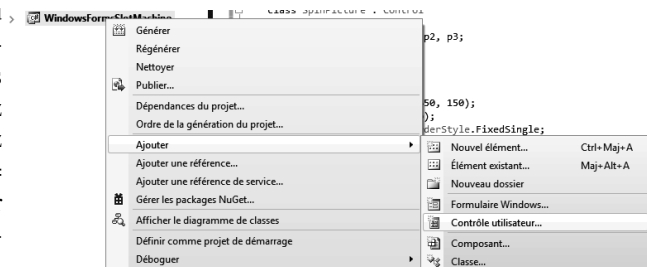 WindowsFormsSlotMachine
class SpinPicture : Control
Générer
p2, p3;
Régénérer
Nettoyer
Publier...
Dépendances du projet...
50, 150);
Ordre de la génération du projet...
);
derStyle.FixedSingle;
Ajouter
Nouvel élément... Ctrl+Maj+A
Ajouter une référence...
Élément existant... Maj+Alt+A
Ajouter une référence de service...
Nouveau dossier
Gérer les packages NuGet...
Formulaire Windows...
Afficher le diagramme de classes
Contrôle utilisateur...
Définir comme projet de démarrage
Composant...
Déboguer
Classe...